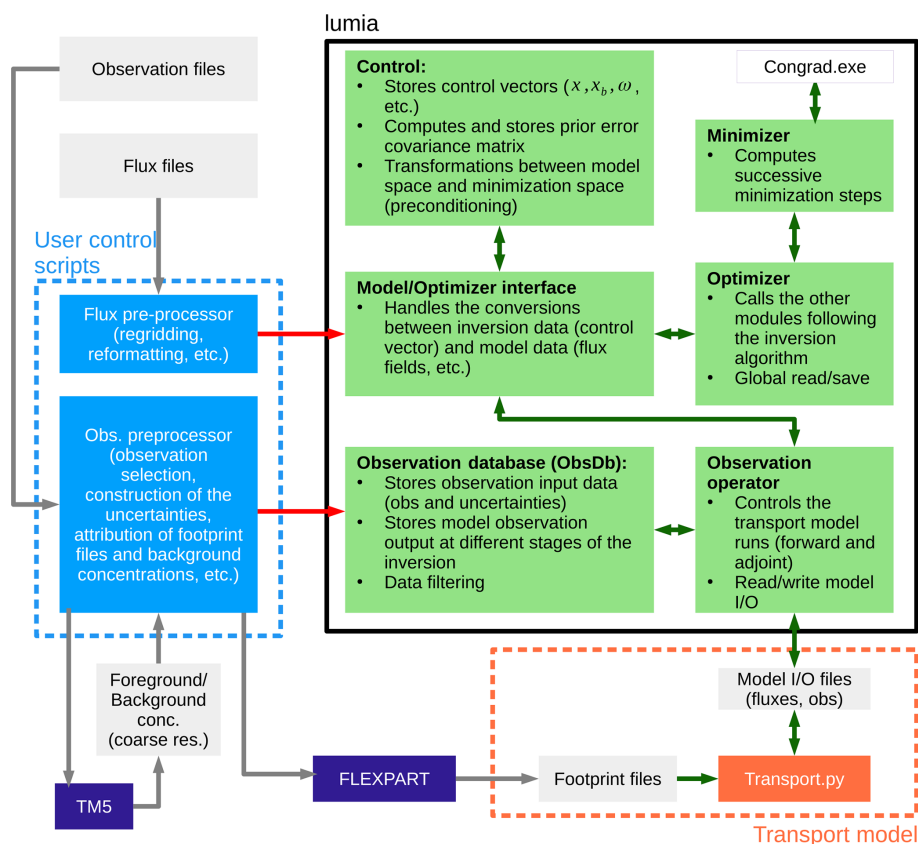 lumia
Observation files
Flux files
User control
scripts
Flux pre-processor
(regridding,
reformatting, etc.)
Obs. preprocessor
(observation
selection,
construction of the
uncertainties,
attribution of footprint
files and background
concentrations, etc.)
Foreground/
Background
conc.
(coarse res.)
TM5
FLEXPART
Control:
• Stores control vectors (x, x_b, ω,
etc.)
• Computes and stores prior error
covariance matrix
• Transformations between model
space and minimization space
(preconditioning)
Congrad.exe
Minimizer
• Computes
successive
minimization steps
Model/Optimizer interface
• Handles the conversions
between inversion data (control
vector) and model data (flux
fields, etc.)
Optimizer
• Calls the other
modules following
the inversion
algorithm
• Global read/save
Observation database (ObsDb):
• Stores observation input data
(obs and uncertainties)
• Stores model observation
output at different stages of the
inversion
• Data filtering
Observation
operator
• Controls the
transport model
runs (forward and
adjoint)
• Read/write model
I/O
Model I/O files
(fluxes, obs)
Footprint files
Transport.py
Transport model